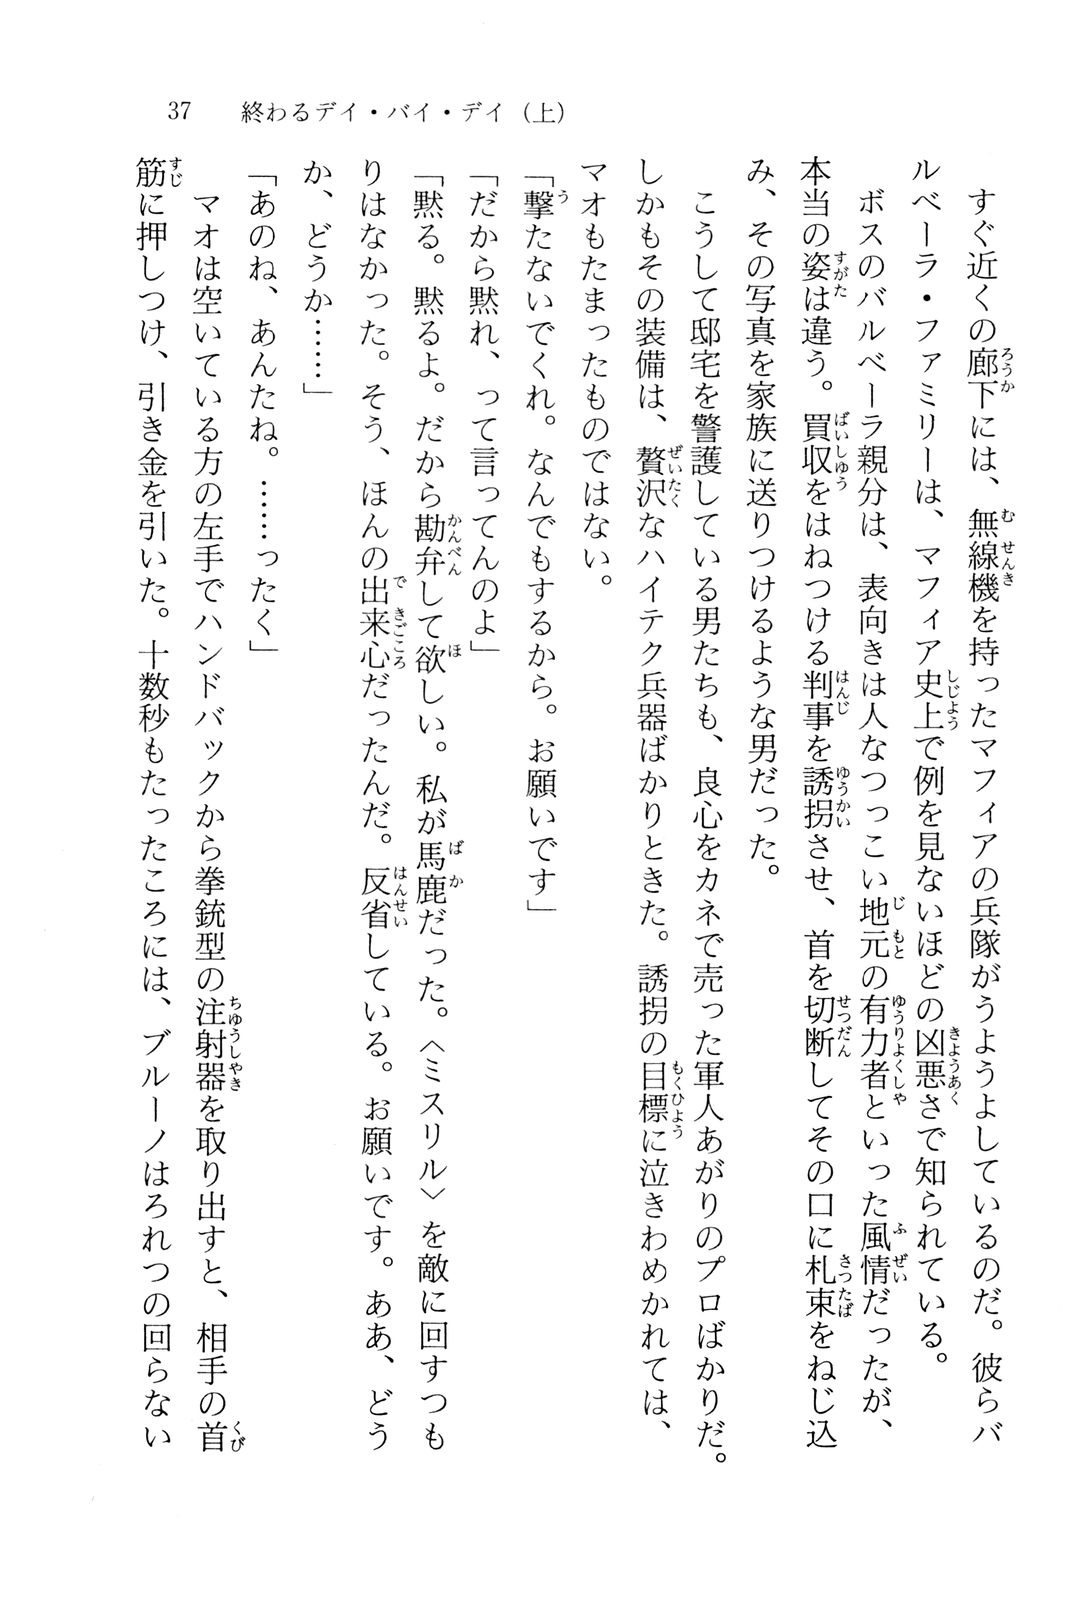 37　終わるデイ・バイ・デイ（上）
　すぐ近くの廊下には、無線機を持ったマフィアの兵隊がうようよしているのだ。彼らバ
ルベーラ・ファミリーは、マフィア史上で例を見ないほどの凶悪さで知られている。
　ボスのバルベーラ親分は、表向きは人なつっこい地元の有力者といった風情だったが、
本当の姿は違う。買収をはねつける判事を誘拐させ、首を切断してその口に札束をねじ込
み、その写真を家族に送りつけるような男だった。
　こうして邸宅を警護している男たちも、良心をカネで売った軍人あがりのプロばかりだ。
しかもその装備は、贅沢なハイテク兵器ばかりときた。誘拐の目標に泣きわめかれては、
マオもたまったものではない。
「撃たないでくれ。なんでもするから。お願いです」
「だから黙れ、って言ってんのよ」
「黙る。黙るよ。だから勘弁して欲しい。私が馬鹿だった。〈ミスリル〉を敵に回すつも
りはなかった。そう、ほんの出来心だったんだ。反省している。お願いです。ああ、どう
か、どうか……」
「あのね、あんたね。……ったく」
　マオは空いている方の左手でハンドバックから拳銃型の注射器を取り出すと、相手の首
筋に押しつけ、引き金を引いた。十数秒もたったころには、ブルーノはろれつの回らない